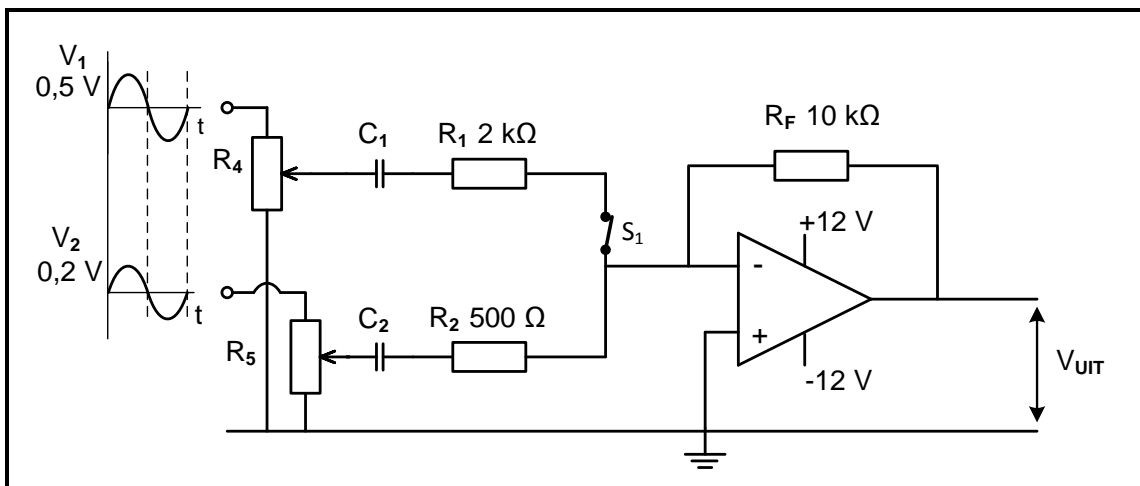 V1
0,5 V
t
R4
C1
R1 2 kΩ
S1
RF 10 kΩ
+12 V
-
+
-12 V
V2
0,2 V
t
R5
C2
R2 500 Ω
VUIT